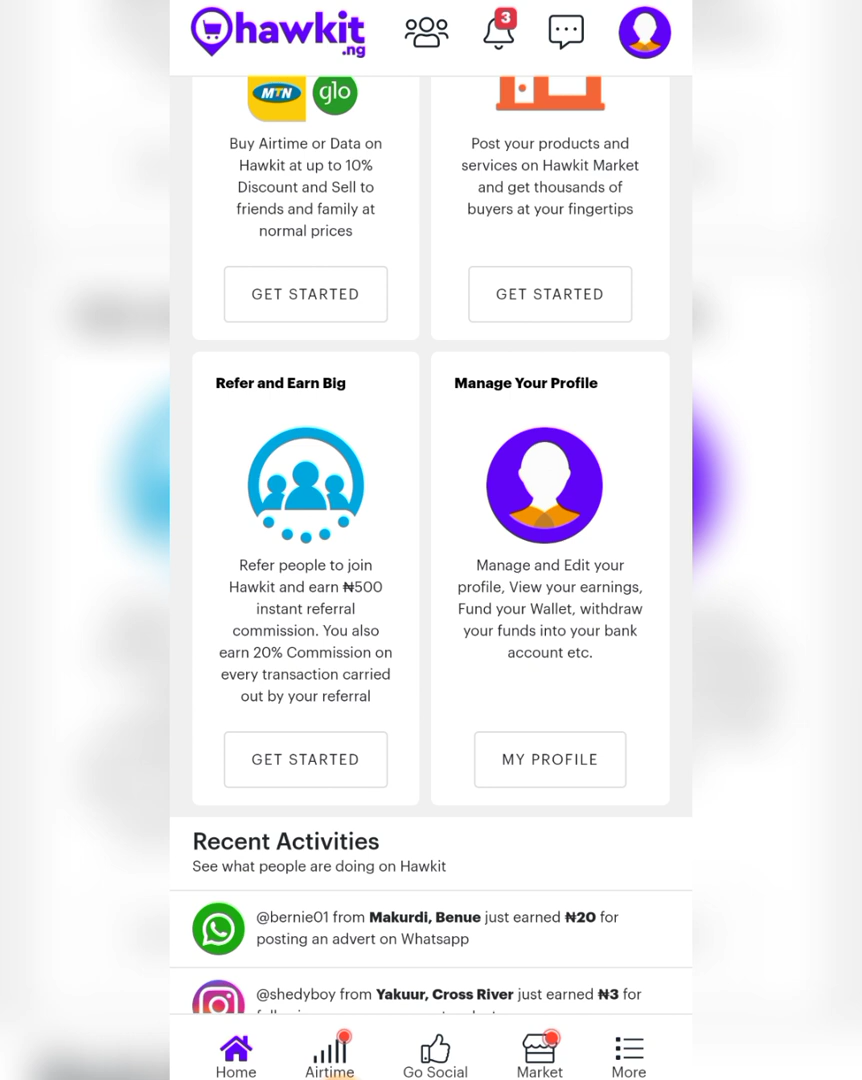 hawkit
.ng
3
MTN
glo
Buy Airtime or Data on
Hawkit at up to 10%
Discount and Sell to
friends and family at
normal prices
GET STARTED
Post your products and
services on Hawkit Market
and get thousands of
buyers at your fingertips
GET STARTED
Refer and Earn Big
Refer people to join
Hawkit and earn ₦500
instant referral
commission. You also
earn 20% Commission on
every transaction carried
out by your referral
GET STARTED
Manage Your Profile
Manage and Edit your
profile, View your earnings,
Fund your Wallet, withdraw
your funds into your bank
account etc.
MY PROFILE
Recent Activities
See what people are doing on Hawkit
@bernie01 from Makurdi, Benue just earned ₦20 for
posting an advert on Whatsapp
@shedyboy from Yakuur, Cross River just earned ₦3 for
Home
Airtime
Go Social
Market
More